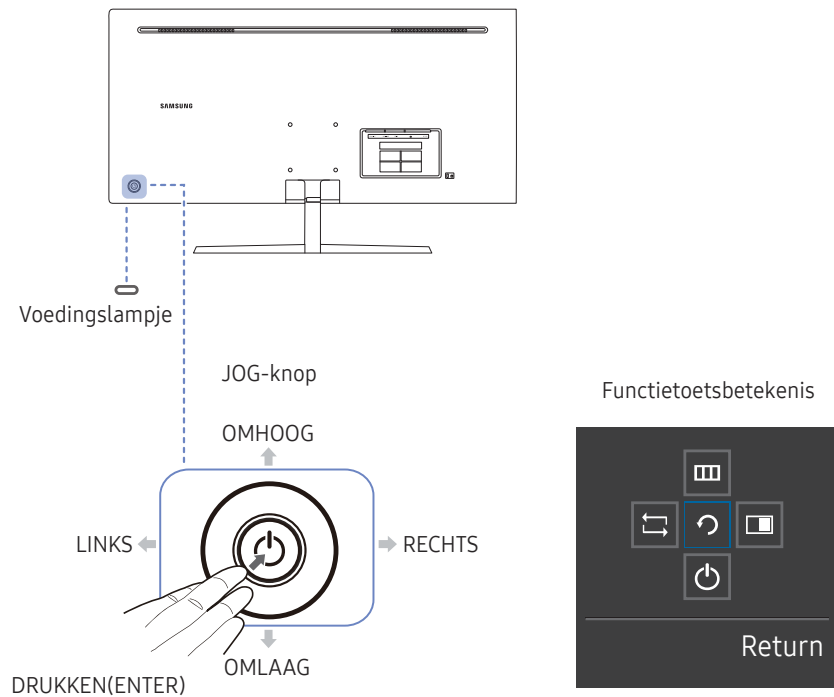 SAMSUNG
Voedingslampje
JOG-knop
Functietoetsbetekenis
OMHOOG
LINKS
RECHTS
OMLAAG
DRUKKEN(ENTER)
Return